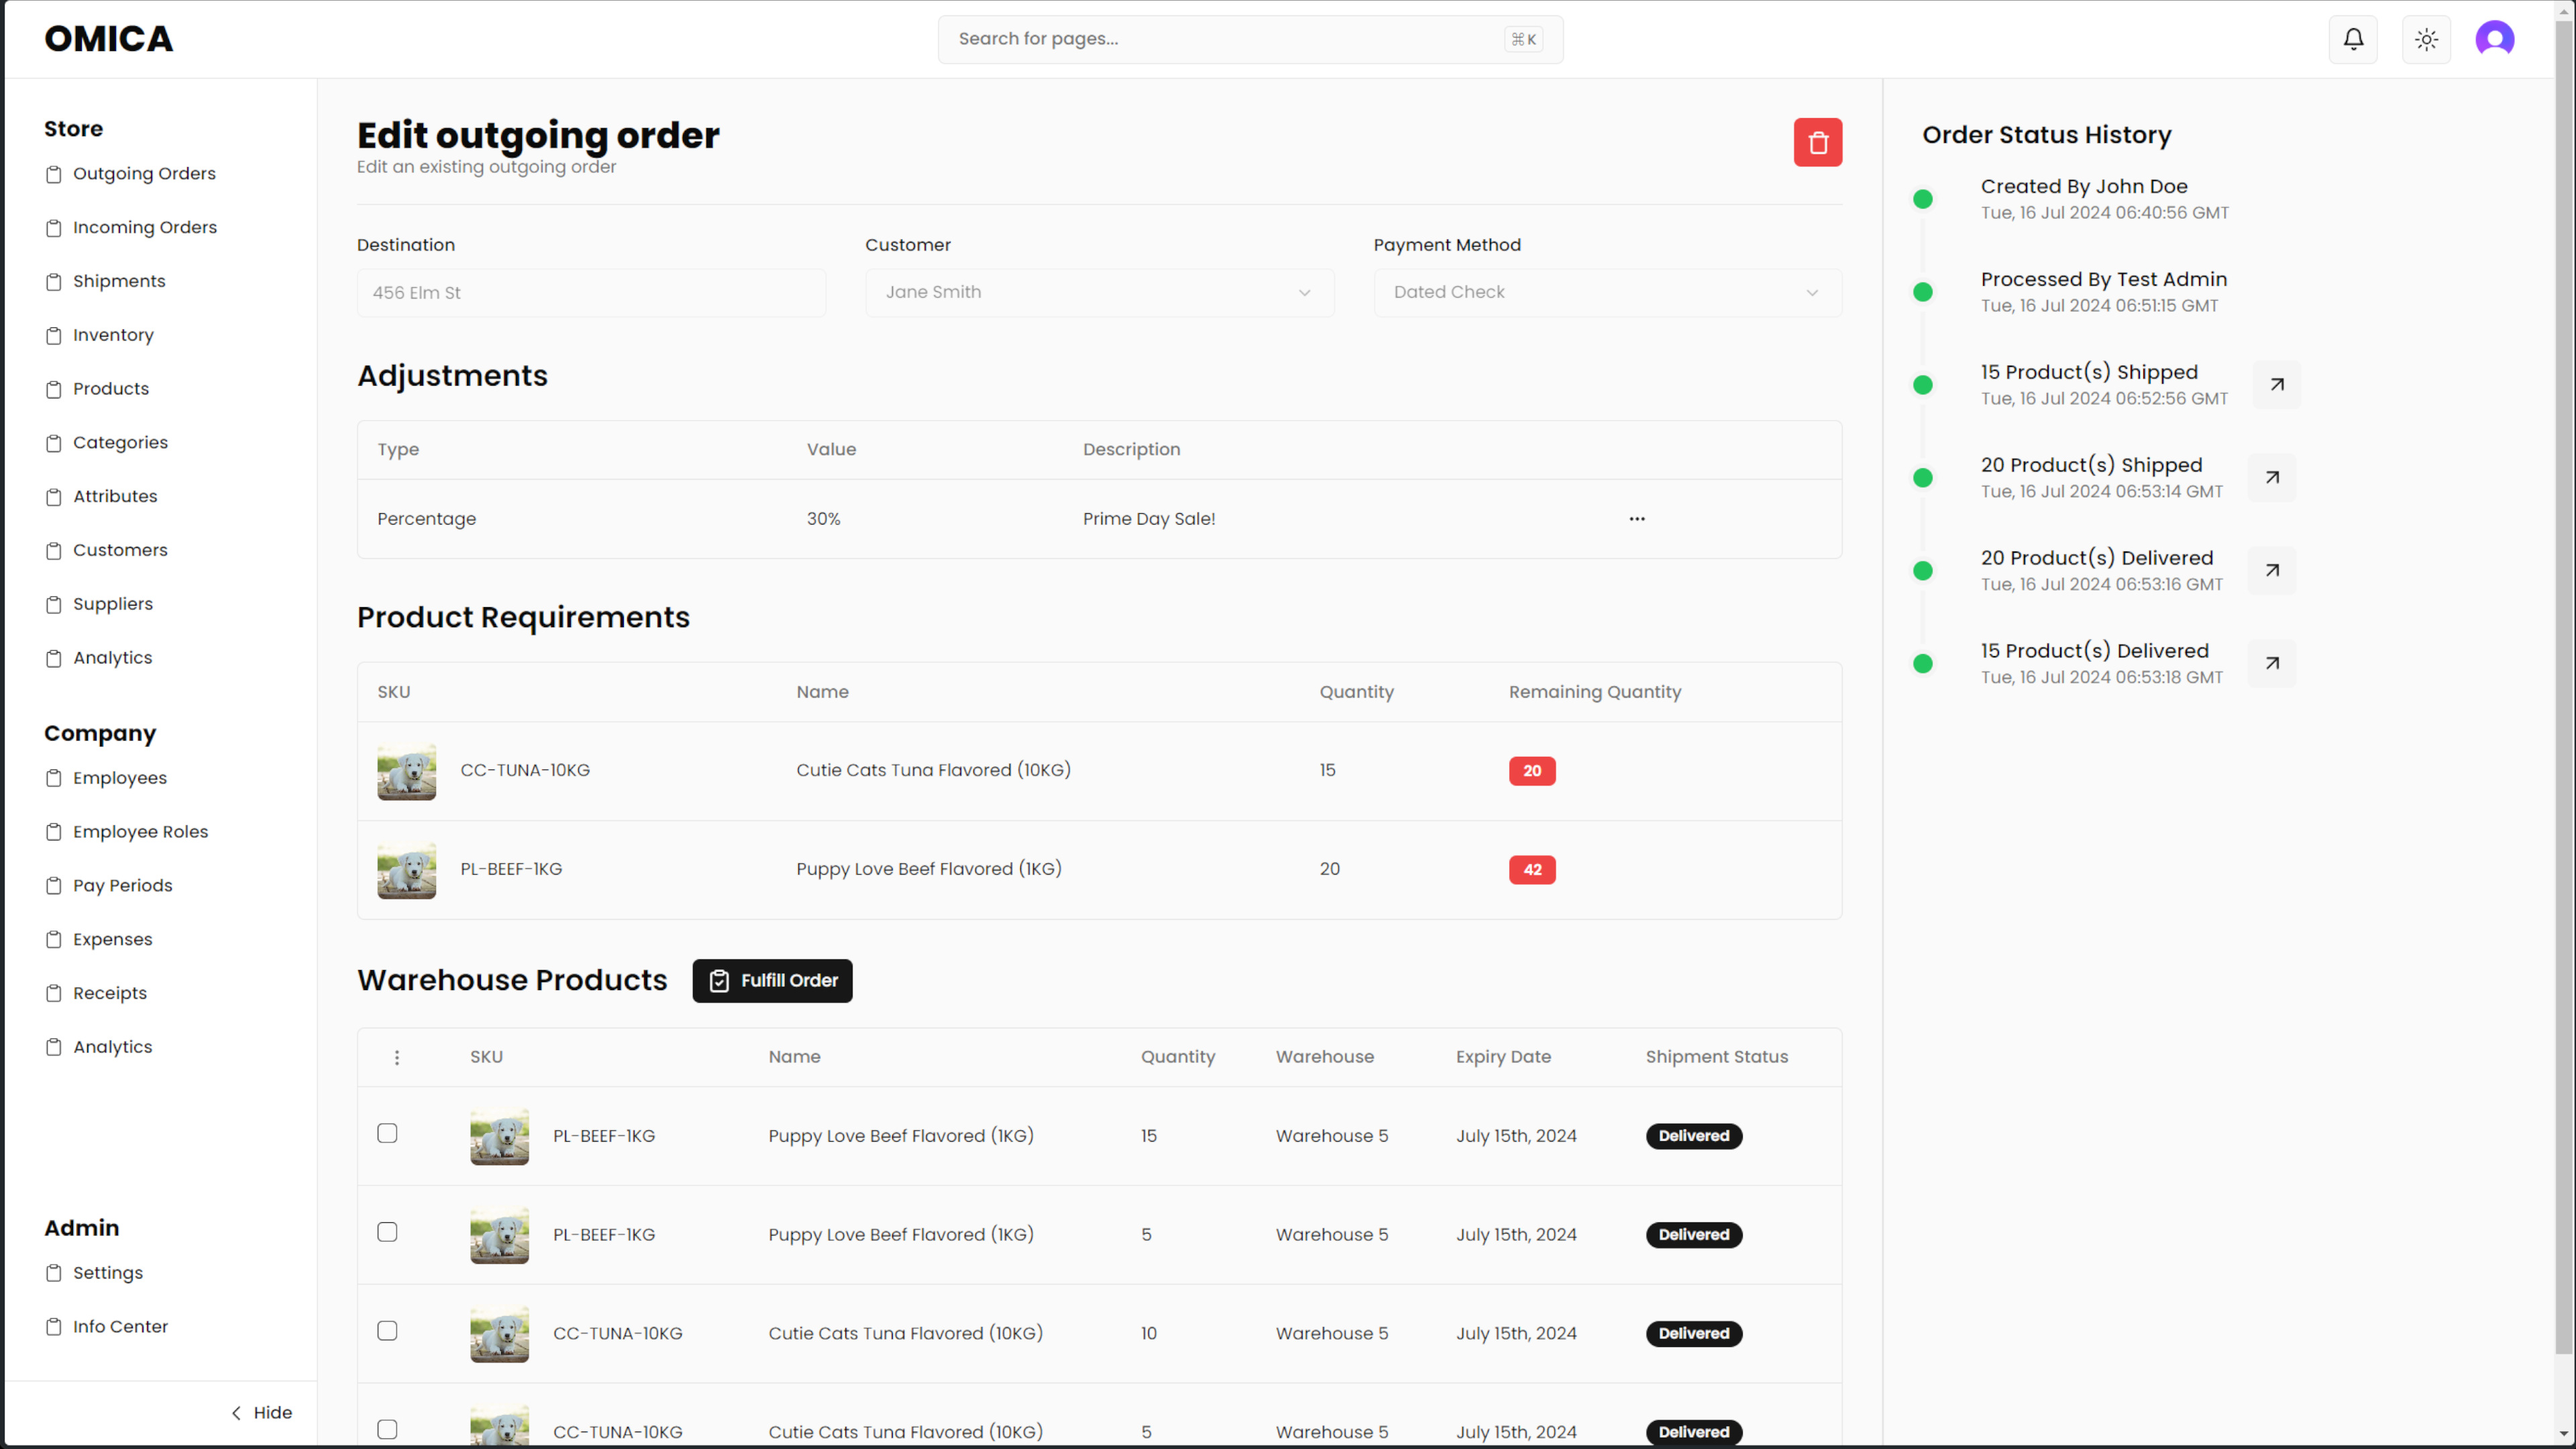 OMICA
Search for pages...
⌘K
Store
Outgoing Orders
Incoming Orders
Shipments
Inventory
Products
Categories
Attributes
Customers
Suppliers
Analytics
Company
Employees
Employee Roles
Pay Periods
Expenses
Receipts
Analytics
Admin
Settings
Info Center
Hide
Edit outgoing order
Edit an existing outgoing order
Destination Customer Payment Method
456 Elm St Jane Smith Dated Check
Adjustments
Type Value Description
Percentage 30% Prime Day Sale! ...
Product Requirements
SKU Name Quantity Remaining Quantity
CC-TUNA-10KG Cutie Cats Tuna Flavored (10KG) 15 20
PL-BEEF-1KG Puppy Love Beef Flavored (1KG) 20 42
Warehouse Products Fulfill Order
SKU Name Quantity Warehouse Expiry Date Shipment Status
PL-BEEF-1KG Puppy Love Beef Flavored (1KG) 15 Warehouse 5 July 15th, 2024 Delivered
PL-BEEF-1KG Puppy Love Beef Flavored (1KG) 5 Warehouse 5 July 15th, 2024 Delivered
CC-TUNA-10KG Cutie Cats Tuna Flavored (10KG) 10 Warehouse 5 July 15th, 2024 Delivered
CC-TUNA-10KG Cutie Cats Tuna Flavored (10KG) 5 Warehouse 5 July 15th, 2024 Delivered
Order Status History
Created By John Doe
Tue, 16 Jul 2024 06:40:56 GMT
Processed By Test Admin
Tue, 16 Jul 2024 06:51:15 GMT
15 Product(s) Shipped
Tue, 16 Jul 2024 06:52:56 GMT
20 Product(s) Shipped
Tue, 16 Jul 2024 06:53:14 GMT
20 Product(s) Delivered
Tue, 16 Jul 2024 06:53:16 GMT
15 Product(s) Delivered
Tue, 16 Jul 2024 06:53:18 GMT